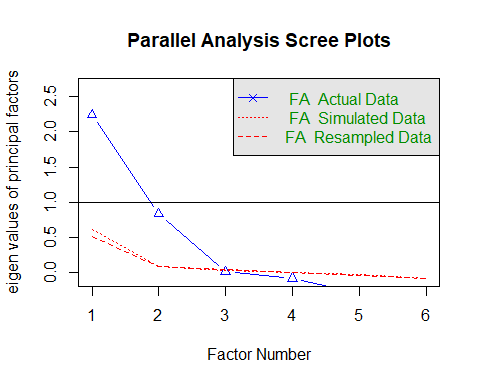 Parallel Analysis Scree Plots
eigen values of principal factors
2.5
2.0
1.5
1.0
0.5
0.0
FA Actual Data
FA Simulated Data
FA Resampled Data
1 2 3 4 5 6
Factor Number